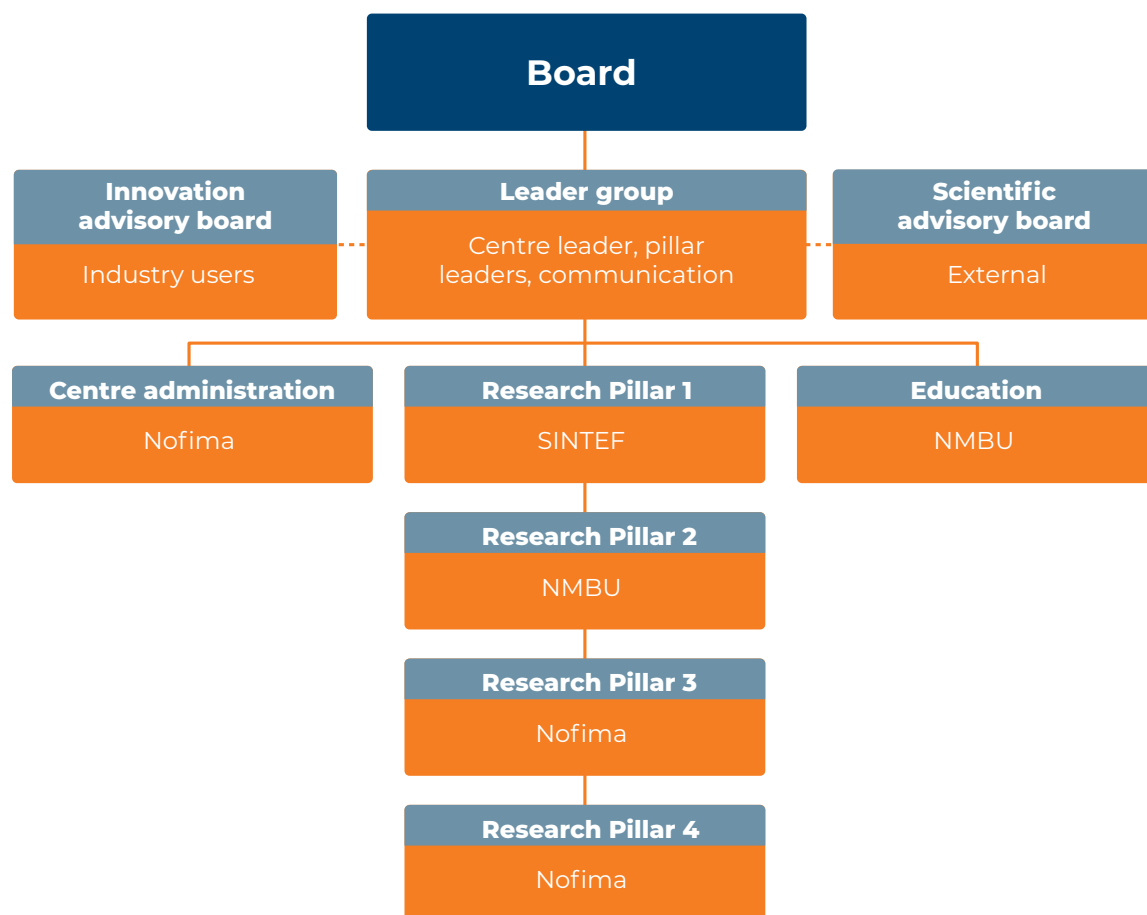 Board
Innovation
advisory board
Industry users
Leader group
Centre leader, pillar
leaders, communication
Scientific
advisory board
External
Centre administration
Nofima
Research Pillar 1
SINTEF
Education
NMBU
Research Pillar 2
NMBU
Research Pillar 3
Nofima
Research Pillar 4
Nofima